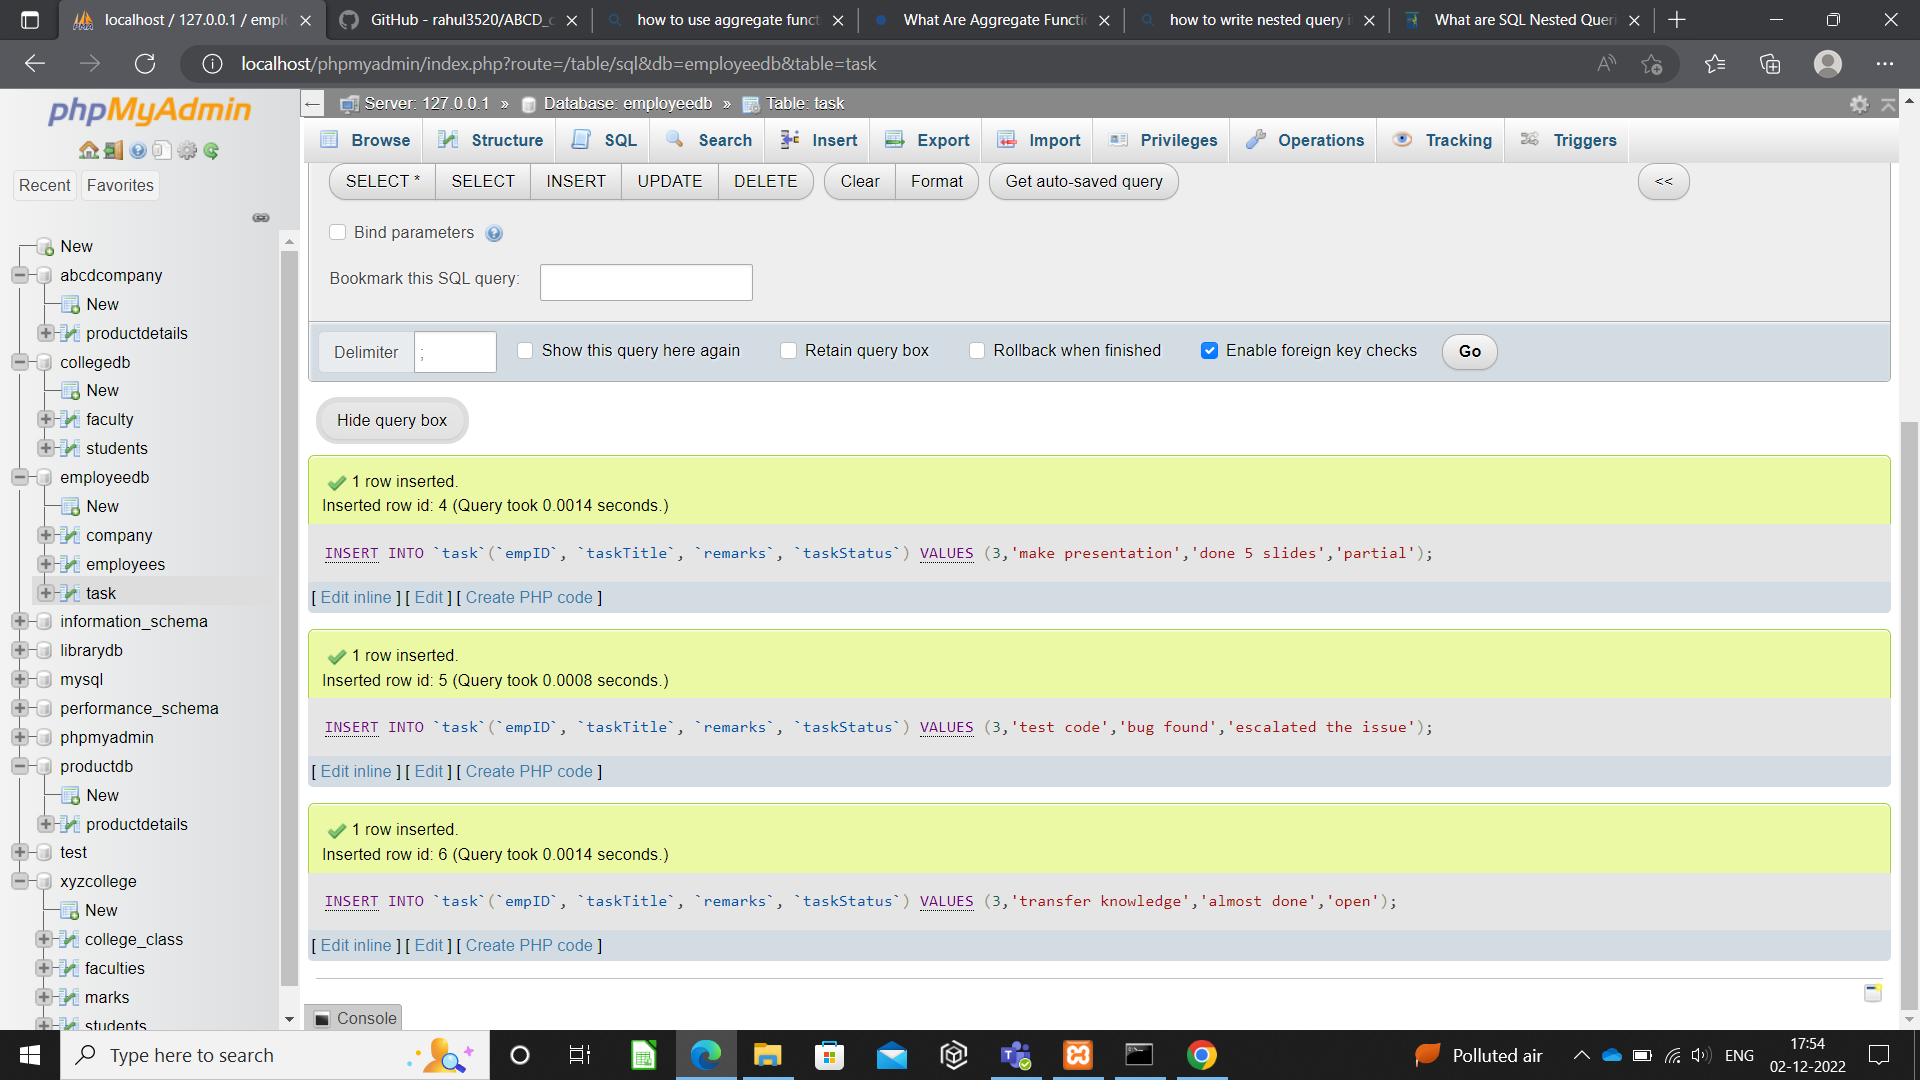 localhost / 127.0.0.1 / empl
GitHub - rahul3520/ABCD_c
how to use aggregate funct
What Are Aggregate Functi
how to write nested query i
What are SQL Nested Queri
localhost/phpmyadmin/index.php?route=/table/sql&db=employeedb&table=task
phpMyAdmin
Recent
Favorites
New
abcdcompany
New
productdetails
collegedb
New
faculty
students
employeedb
New
company
employees
task
information_schema
librarydb
mysql
performance_schema
phpmyadmin
productdb
New
productdetails
test
xyzcollege
New
college_class
faculties
marks
students
Server: 127.0.0.1 » Database: employeedb » Table: task
Browse Structure SQL Search Insert Export Import Privileges Operations Tracking Triggers
SELECT * SELECT INSERT UPDATE DELETE Clear Format Get auto-saved query <<
Bind parameters
Bookmark this SQL query:
Delimiter ; Show this query here again Retain query box Rollback when finished Enable foreign key checks Go
Hide query box
1 row inserted.
Inserted row id: 4 (Query took 0.0014 seconds.)
INSERT INTO `task`(`empID`, `taskTitle`, `remarks`, `taskStatus`) VALUES (3,'make presentation','done 5 slides','partial');
[ Edit inline ] [ Edit ] [ Create PHP code ]
1 row inserted.
Inserted row id: 5 (Query took 0.0008 seconds.)
INSERT INTO `task`(`empID`, `taskTitle`, `remarks`, `taskStatus`) VALUES (3,'test code','bug found','escalated the issue');
[ Edit inline ] [ Edit ] [ Create PHP code ]
1 row inserted.
Inserted row id: 6 (Query took 0.0014 seconds.)
INSERT INTO `task`(`empID`, `taskTitle`, `remarks`, `taskStatus`) VALUES (3,'transfer knowledge','almost done','open');
[ Edit inline ] [ Edit ] [ Create PHP code ]
Console
Type here to search
Polluted air
ENG
17:54
02-12-2022